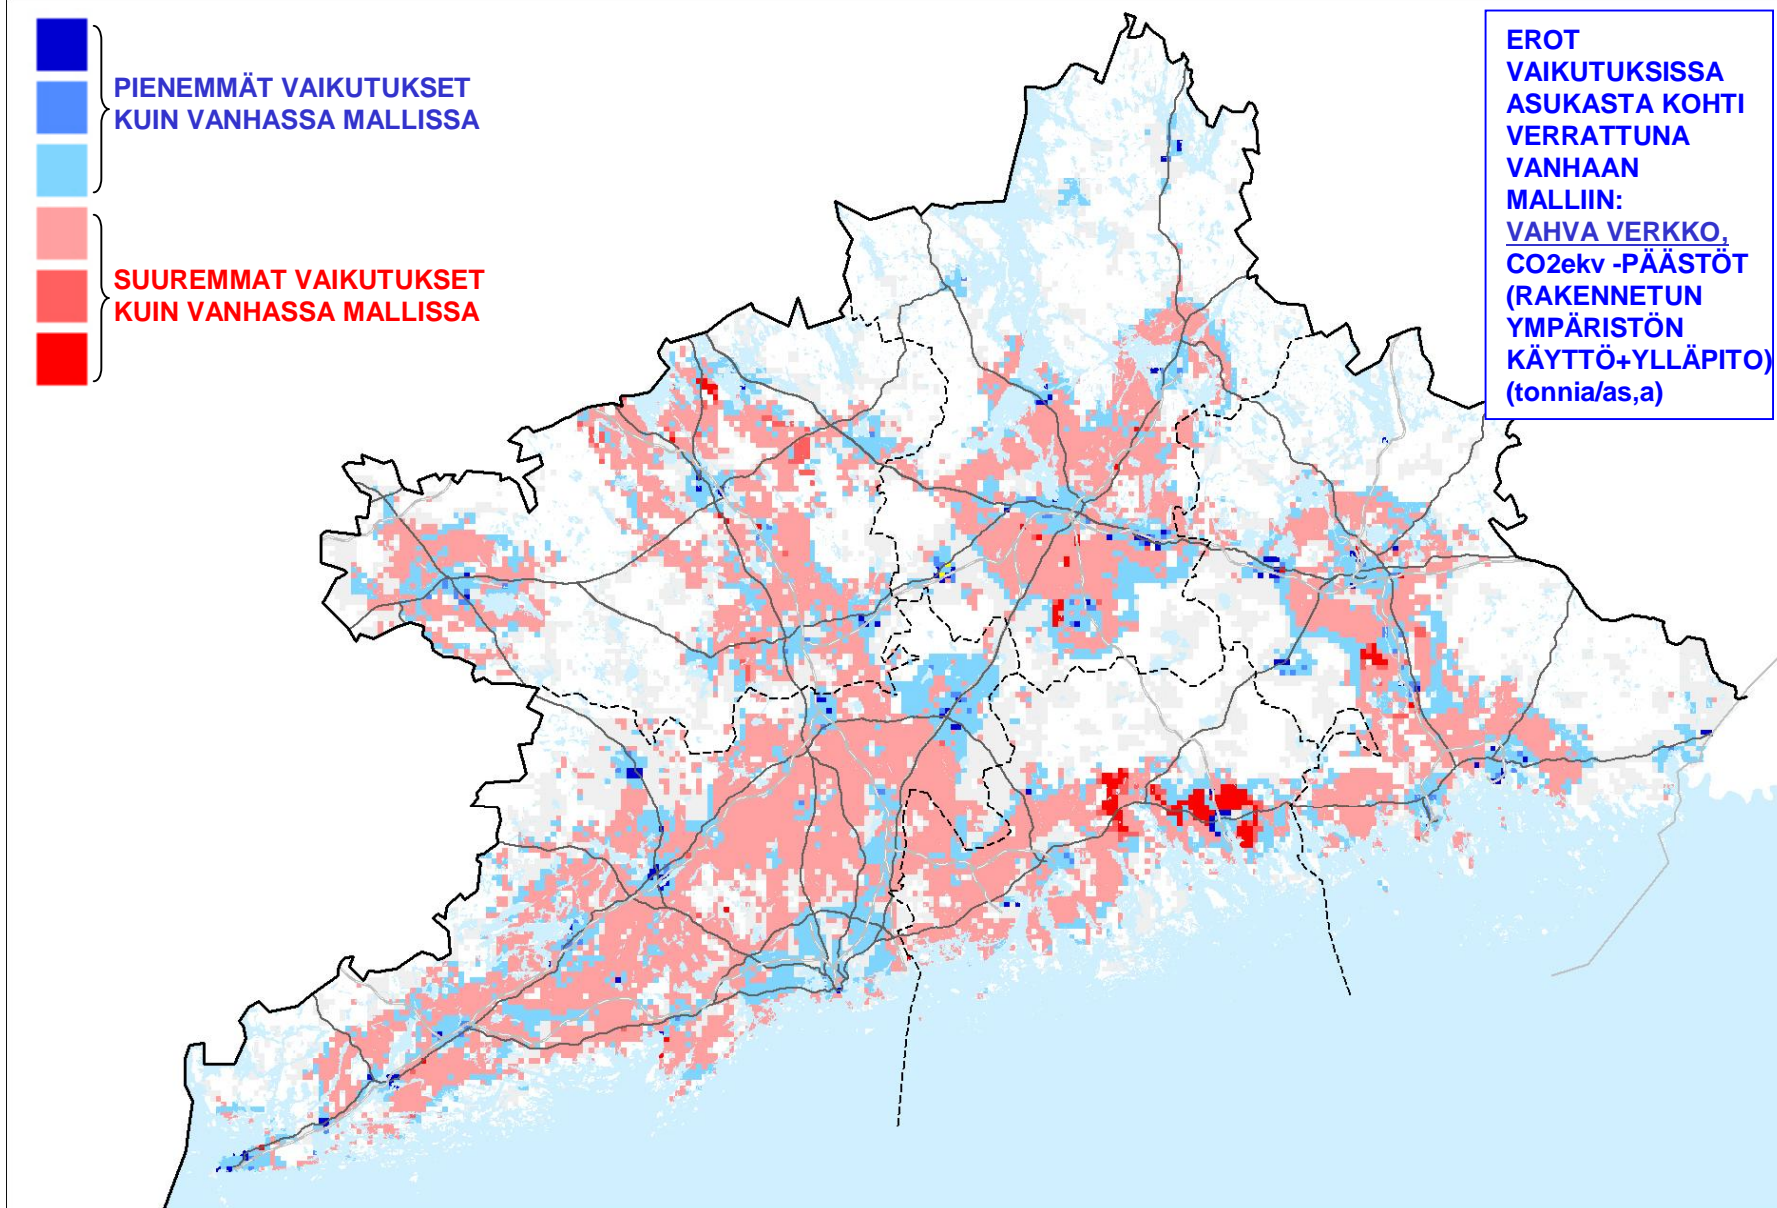 PIENEMMÄT VAIKUTUKSET
KUIN VANHASSA MALLISSA
SUUREMMAT VAIKUTUKSET
KUIN VANHASSA MALLISSA
EROT
VAIKUTUKSISSA
ASUKASTA KOHTI
VERRATTUNA
VANHAAN
MALLIIN:
VAHVA VERKKO,
CO2ekv -PÄÄSTÖT
(RAKENNETUN
YMPÄRISTÖN
KÄYTTÖ+YLLÄPITO)
(tonnia/as,a)